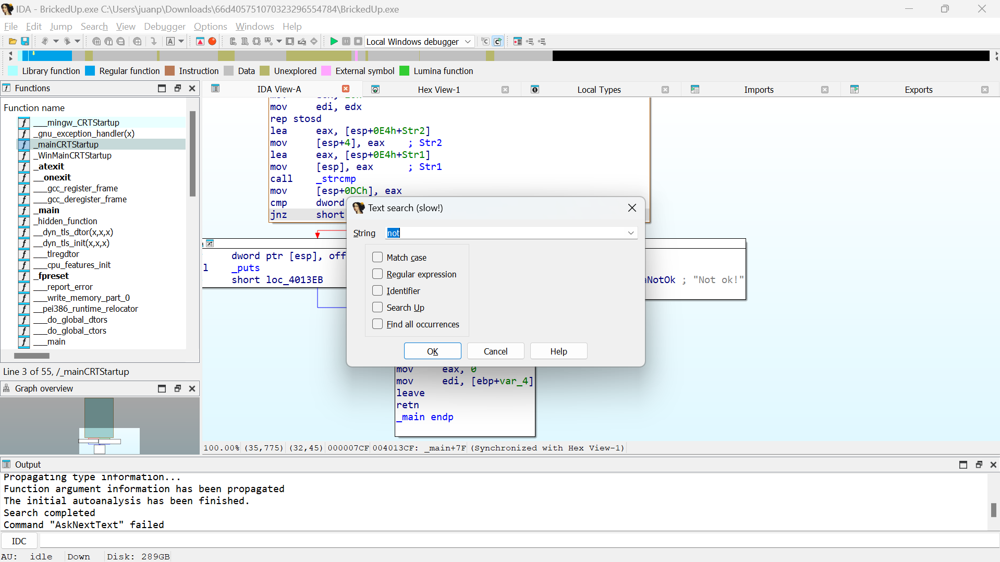 IDA - BrickedUp.exe C:\Users\juanp\Downloads\66d405751070323296554784\BrickedUp.exe
File Edit Jump Search View Debugger Options Windows Help
Local Windows debugger
Library function Regular function Instruction Data Unexplored External symbol Lumina function
Functions
IDA View-A Hex View-1 Local Types Imports Exports
Function name
___mingw_CRTStartup
_gnu_exception_handler(x)
_mainCRTStartup
_WinMainCRTStartup
_atexit
__onexit
___gcc_register_frame
___gcc_deregister_frame
_main
_hidden_function
__dyn_tls_dtor(x,x,x)
__dyn_tls_init(x,x,x)
___tlregdtor
___cpu_features_init
_fpreset
___report_error
___write_memory_part_0
__pei386_runtime_relocator
___do_global_dtors
___do_global_ctors
___main
Line 3 of 55, /_mainCRTStartup
Graph overview
mov edi, edx
rep stosd
lea eax, [esp+0E4h+Str2]
mov [esp+4], eax ; Str2
lea eax, [esp+0E4h+Str1]
mov [esp], eax ; Str1
call _strcmp
mov [esp+0DCh], eax
cmp dword
jnz short
dword ptr [esp], off
l _puts
short loc_4013EB
aNotOk ; "Not ok!"
Text search (slow!)
String not
Match case
Regular expression
Identifier
Search Up
Find all occurrences
OK Cancel Help
mov eax, 0
mov edi, [ebp+var_4]
leave
retn
_main endp
100.00% (35,775) (32,45) 000007CF 004013CF: _main+7F (Synchronized with Hex View-1)
Output
Propagating type information...
Function argument information has been propagated
The initial autoanalysis has been finished.
Search completed
Command "AskNextText" failed
IDC
AU: idle Down Disk: 289GB